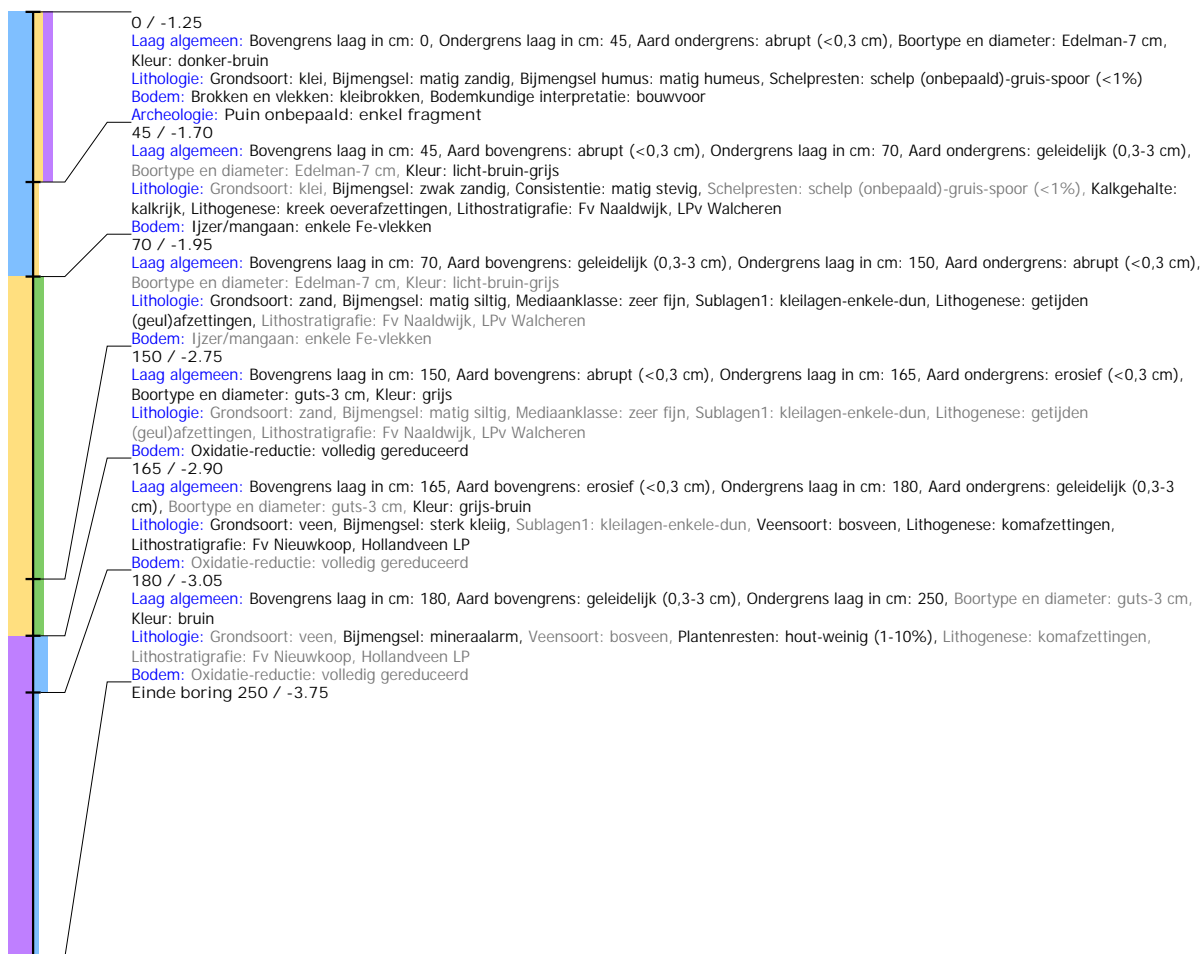 0 / -1.25
Laag algemeen: Bovengrens laag in cm: 0, Ondergrens laag in cm: 45, Aard ondergrens: abrupt (<0,3 cm), Boortype en diameter: Edelman-7 cm,
Kleur: donker-bruin
Lithologie: Grondsoort: klei, Bijmengsel: matig zandig, Bijmengsel humus: matig humeus, Schelpresten: schelp (onbepaald)-gruis-spoor (<1%)
Bodem: Brokken en vlekken: kleibrokken, Bodemkundige interpretatie: bouwvoor
Archeologie: Puin onbepaald: enkel fragment
45 / -1.70
Laag algemeen: Bovengrens laag in cm: 45, Aard bovengrens: abrupt (<0,3 cm), Ondergrens laag in cm: 70, Aard ondergrens: geleidelijk (0,3-3 cm),
Boortype en diameter: Edelman-7 cm, Kleur: licht-bruin-grijs
Lithologie: Grondsoort: klei, Bijmengsel: zwak zandig, Consistentie: matig stevig, Schelpresten: schelp (onbepaald)-gruis-spoor (<1%), Kalkgehalte:
kalkrijk, Lithogenese: kreek oeverafzettingen, Lithostratigrafie: Fv Naaldwijk, LPv Walcheren
Bodem: Ijzer/mangaan: enkele Fe-vlekken
70 / -1.95
Laag algemeen: Bovengrens laag in cm: 70, Aard bovengrens: geleidelijk (0,3-3 cm), Ondergrens laag in cm: 150, Aard ondergrens: abrupt (<0,3 cm),
Boortype en diameter: Edelman-7 cm, Kleur: licht-bruin-grijs
Lithologie: Grondsoort: zand, Bijmengsel: matig siltig, Mediaanklasse: zeer fijn, Sublagen1: kleilagen-enkele-dun, Lithogenese: getijden
(geul)afzettingen, Lithostratigrafie: Fv Naaldwijk, LPv Walcheren
Bodem: Ijzer/mangaan: enkele Fe-vlekken
150 / -2.75
Laag algemeen: Bovengrens laag in cm: 150, Aard bovengrens: abrupt (<0,3 cm), Ondergrens laag in cm: 165, Aard ondergrens: erosief (<0,3 cm),
Boortype en diameter: guts-3 cm, Kleur: grijs
Lithologie: Grondsoort: zand, Bijmengsel: matig siltig, Mediaanklasse: zeer fijn, Sublagen1: kleilagen-enkele-dun, Lithogenese: getijden
(geul)afzettingen, Lithostratigrafie: Fv Naaldwijk, LPv Walcheren
Bodem: Oxidatie-reductie: volledig gereduceerd
165 / -2.90
Laag algemeen: Bovengrens laag in cm: 165, Aard bovengrens: erosief (<0,3 cm), Ondergrens laag in cm: 180, Aard ondergrens: geleidelijk (0,3-3
cm), Boortype en diameter: guts-3 cm, Kleur: grijs-bruin
Lithologie: Grondsoort: veen, Bijmengsel: sterk kleiig, Sublagen1: kleilagen-enkele-dun, Veensoort: bosveen, Lithogenese: komafzettingen,
Lithostratigrafie: Fv Nieuwkoop, Hollandveen LP
Bodem: Oxidatie-reductie: volledig gereduceerd
180 / -3.05
Laag algemeen: Bovengrens laag in cm: 180, Aard bovengrens: geleidelijk (0,3-3 cm), Ondergrens laag in cm: 250, Boortype en diameter: guts-3 cm,
Kleur: bruin
Lithologie: Grondsoort: veen, Bijmengsel: mineraalarm, Veensoort: bosveen, Plantenresten: hout-weinig (1-10%), Lithogenese: komafzettingen,
Lithostratigrafie: Fv Nieuwkoop, Hollandveen LP
Bodem: Oxidatie-reductie: volledig gereduceerd
Einde boring 250 / -3.75